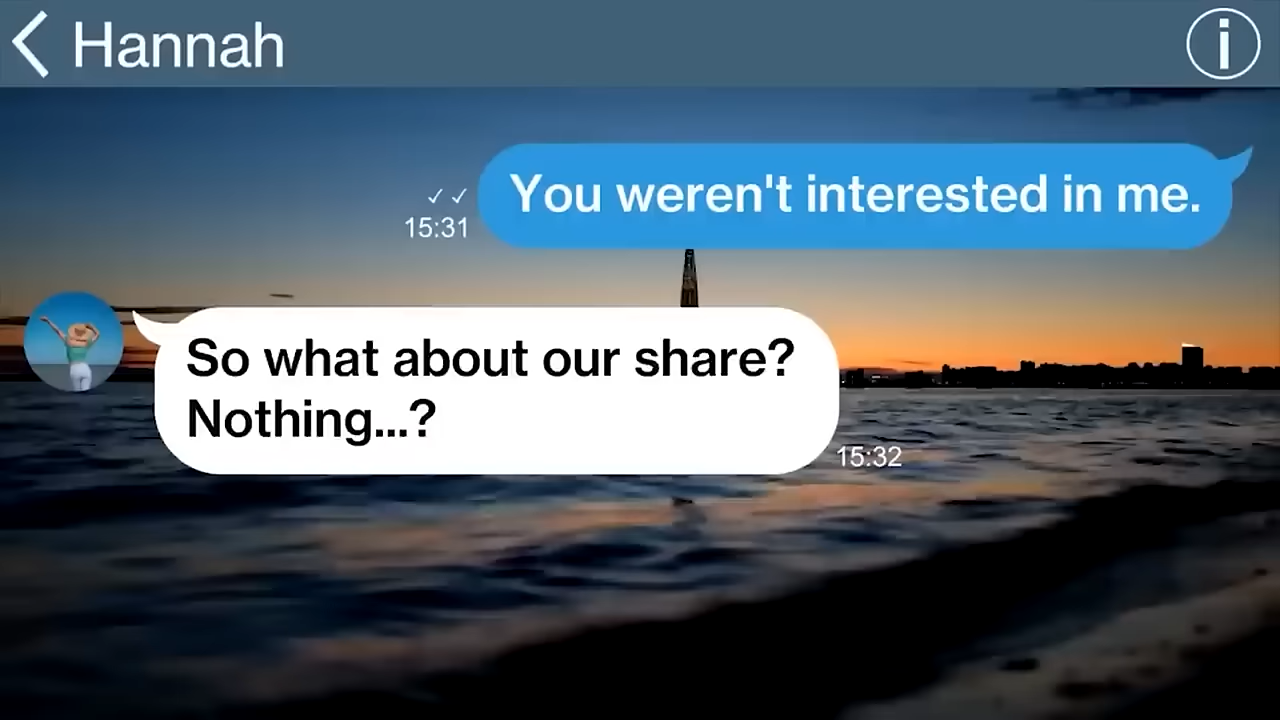 Hannah
You weren't interested in me.
✓✓
15:31
So what about our share?
Nothing...?
15:32